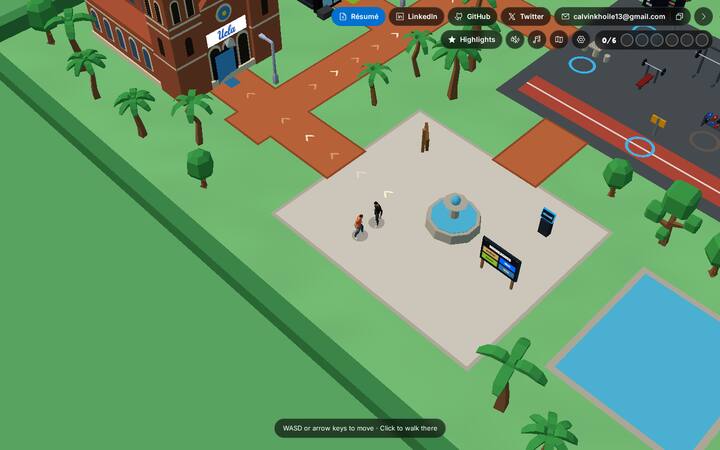 Résumé
LinkedIn
GitHub
Twitter
calvinkhoile13@gmail.com
Highlights
0/6
Ucla
WASD or arrow keys to move · Click to walk there